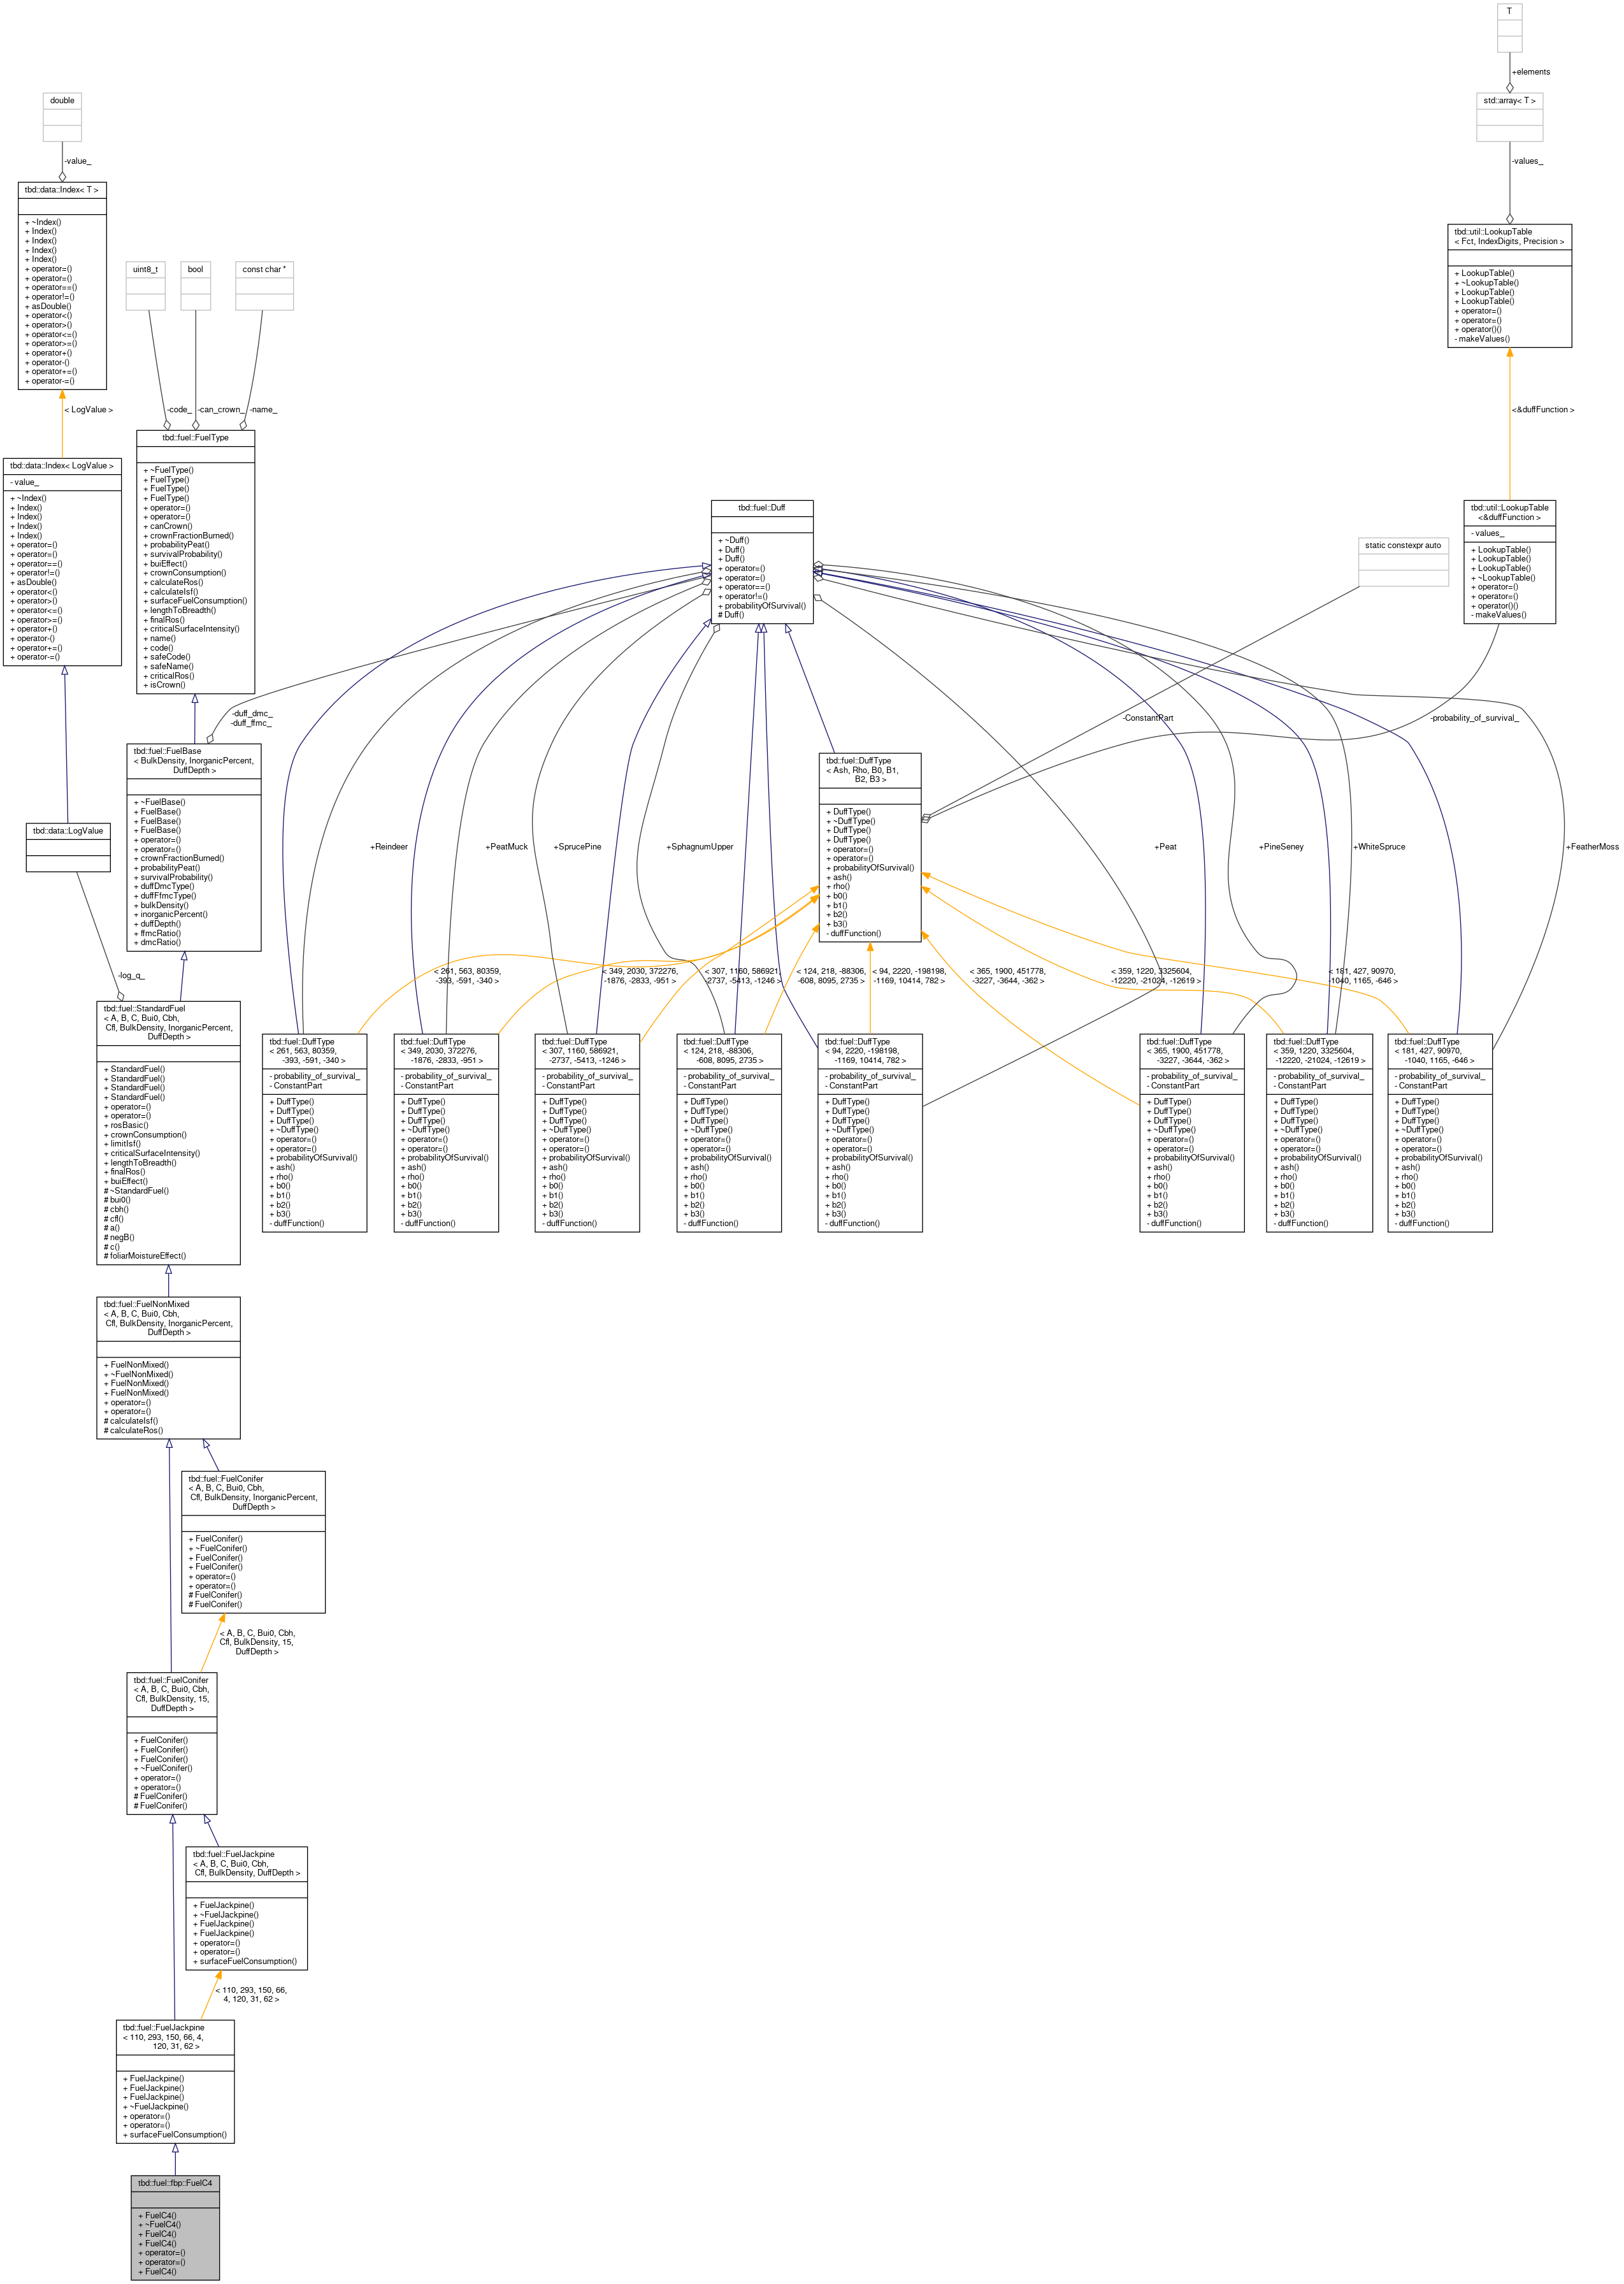 T
+elements
double
std::array< T >
-value_
-values_
tbd::data::Index< T >
+ ~Index()
+ Index()
+ Index()
+ Index()
+ Index()
+ operator=()
+ operator=()
+ operator==()
+ operator!=()
+ asDouble()
+ operator<()
+ operator>()
+ operator<=()
+ operator>=()
+ operator+()
+ operator-()
+ operator+=()
+ operator-=()
tbd::util::LookupTable
< Fct, IndexDigits, Precision >
+ LookupTable()
+ ~LookupTable()
+ LookupTable()
+ LookupTable()
+ operator=()
+ operator=()
+ operator()()
- makeValues()
uint8_t
bool
const char *
< LogValue >
-code_
-can_crown_
-name_
<&duffFunction >
tbd::fuel::FuelType
+ ~FuelType()
+ FuelType()
+ FuelType()
+ FuelType()
+ operator=()
+ operator=()
+ canCrown()
+ crownFractionBurned()
+ probabilityPeat()
+ survivalProbability()
+ buiEffect()
+ crownConsumption()
+ calculateRos()
+ calculateIsf()
+ surfaceFuelConsumption()
+ lengthToBreadth()
+ finalRos()
+ criticalSurfaceIntensity()
+ name()
+ code()
+ safeCode()
+ safeName()
+ criticalRos()
+ isCrown()
tbd::data::Index< LogValue >
- value_
+ ~Index()
+ Index()
+ Index()
+ Index()
+ Index()
+ operator=()
+ operator=()
+ operator==()
+ operator!=()
+ asDouble()
+ operator<()
+ operator>()
+ operator<=()
+ operator>=()
+ operator+()
+ operator-()
+ operator+=()
+ operator-=()
tbd::fuel::Duff
+ ~Duff()
+ Duff()
+ Duff()
+ operator=()
+ operator=()
+ operator==()
+ operator!=()
+ probabilityOfSurvival()
# Duff()
static constexpr auto
tbd::util::LookupTable
<&duffFunction >
- values_
+ LookupTable()
+ LookupTable()
+ LookupTable()
+ ~LookupTable()
+ operator=()
+ operator=()
+ operator()()
- makeValues()
-duff_dmc_
-duff_ffmc_
-ConstantPart
-probability_of_survival_
tbd::fuel::FuelBase
< BulkDensity, InorganicPercent,
DuffDepth >
+ ~FuelBase()
+ FuelBase()
+ FuelBase()
+ FuelBase()
+ operator=()
+ operator=()
+ crownFractionBurned()
+ probabilityPeat()
+ survivalProbability()
+ duffDmcType()
+ duffFfmcType()
+ bulkDensity()
+ inorganicPercent()
+ duffDepth()
+ ffmcRatio()
+ dmcRatio()
tbd::fuel::DuffType
< Ash, Rho, B0, B1,
B2, B3 >
+ DuffType()
+ ~DuffType()
+ DuffType()
+ DuffType()
+ operator=()
+ operator=()
+ probabilityOfSurvival()
+ ash()
+ rho()
+ b0()
+ b1()
+ b2()
+ b3()
- duffFunction()
tbd::data::LogValue
+Reindeer
+PeatMuck
+SprucePine
+SphagnumUpper
+Peat
+PineSeney
+WhiteSpruce
+FeatherMoss
-log_q_
< 261, 563, 80359,
-393, -591, -340 >
< 349, 2030, 372276,
-1876, -2833, -951 >
< 307, 1160, 586921,
-2737, -5413, -1246 >
< 124, 218, -88306,
-608, 8095, 2735 >
< 94, 2220, -198198,
-1169, 10414, 782 >
< 365, 1900, 451778,
-3227, -3644, -362 >
< 359, 1220, 3325604,
-12220, -21024, -12619 >
< 181, 427, 90970,
-1040, 1165, -646 >
tbd::fuel::StandardFuel
< A, B, C, Bui0, Cbh,
Cfl, BulkDensity, InorganicPercent,
DuffDepth >
+ StandardFuel()
+ StandardFuel()
+ StandardFuel()
+ StandardFuel()
+ operator=()
+ operator=()
+ rosBasic()
+ crownConsumption()
+ limitIsf()
+ criticalSurfaceIntensity()
+ lengthToBreadth()
+ finalRos()
+ buiEffect()
# ~StandardFuel()
# bui0()
# cbh()
# cfl()
# a()
# negB()
# c()
# foliarMoistureEffect()
tbd::fuel::DuffType
< 261, 563, 80359,
-393, -591, -340 >
- probability_of_survival_
- ConstantPart
+ DuffType()
+ DuffType()
+ DuffType()
+ ~DuffType()
+ operator=()
+ operator=()
+ probabilityOfSurvival()
+ ash()
+ rho()
+ b0()
+ b1()
+ b2()
+ b3()
- duffFunction()
tbd::fuel::DuffType
< 349, 2030, 372276,
-1876, -2833, -951 >
- probability_of_survival_
- ConstantPart
+ DuffType()
+ DuffType()
+ DuffType()
+ ~DuffType()
+ operator=()
+ operator=()
+ probabilityOfSurvival()
+ ash()
+ rho()
+ b0()
+ b1()
+ b2()
+ b3()
- duffFunction()
tbd::fuel::DuffType
< 307, 1160, 586921,
-2737, -5413, -1246 >
- probability_of_survival_
- ConstantPart
+ DuffType()
+ DuffType()
+ DuffType()
+ ~DuffType()
+ operator=()
+ operator=()
+ probabilityOfSurvival()
+ ash()
+ rho()
+ b0()
+ b1()
+ b2()
+ b3()
- duffFunction()
tbd::fuel::DuffType
< 124, 218, -88306,
-608, 8095, 2735 >
- probability_of_survival_
- ConstantPart
+ DuffType()
+ DuffType()
+ DuffType()
+ ~DuffType()
+ operator=()
+ operator=()
+ probabilityOfSurvival()
+ ash()
+ rho()
+ b0()
+ b1()
+ b2()
+ b3()
- duffFunction()
tbd::fuel::DuffType
< 94, 2220, -198198,
-1169, 10414, 782 >
- probability_of_survival_
- ConstantPart
+ DuffType()
+ DuffType()
+ DuffType()
+ ~DuffType()
+ operator=()
+ operator=()
+ probabilityOfSurvival()
+ ash()
+ rho()
+ b0()
+ b1()
+ b2()
+ b3()
- duffFunction()
tbd::fuel::DuffType
< 365, 1900, 451778,
-3227, -3644, -362 >
- probability_of_survival_
- ConstantPart
+ DuffType()
+ DuffType()
+ DuffType()
+ ~DuffType()
+ operator=()
+ operator=()
+ probabilityOfSurvival()
+ ash()
+ rho()
+ b0()
+ b1()
+ b2()
+ b3()
- duffFunction()
tbd::fuel::DuffType
< 359, 1220, 3325604,
-12220, -21024, -12619 >
- probability_of_survival_
- ConstantPart
+ DuffType()
+ DuffType()
+ DuffType()
+ ~DuffType()
+ operator=()
+ operator=()
+ probabilityOfSurvival()
+ ash()
+ rho()
+ b0()
+ b1()
+ b2()
+ b3()
- duffFunction()
tbd::fuel::DuffType
< 181, 427, 90970,
-1040, 1165, -646 >
- probability_of_survival_
- ConstantPart
+ DuffType()
+ DuffType()
+ DuffType()
+ ~DuffType()
+ operator=()
+ operator=()
+ probabilityOfSurvival()
+ ash()
+ rho()
+ b0()
+ b1()
+ b2()
+ b3()
- duffFunction()
tbd::fuel::FuelNonMixed
< A, B, C, Bui0, Cbh,
Cfl, BulkDensity, InorganicPercent,
DuffDepth >
+ FuelNonMixed()
+ ~FuelNonMixed()
+ FuelNonMixed()
+ FuelNonMixed()
+ operator=()
+ operator=()
# calculateIsf()
# calculateRos()
tbd::fuel::FuelConifer
< A, B, C, Bui0, Cbh,
Cfl, BulkDensity, InorganicPercent,
DuffDepth >
+ FuelConifer()
+ ~FuelConifer()
+ FuelConifer()
+ FuelConifer()
+ operator=()
+ operator=()
# FuelConifer()
# FuelConifer()
< A, B, C, Bui0, Cbh,
Cfl, BulkDensity, 15,
DuffDepth >
tbd::fuel::FuelConifer
< A, B, C, Bui0, Cbh,
Cfl, BulkDensity, 15,
DuffDepth >
+ FuelConifer()
+ FuelConifer()
+ FuelConifer()
+ ~FuelConifer()
+ operator=()
+ operator=()
# FuelConifer()
# FuelConifer()
tbd::fuel::FuelJackpine
< A, B, C, Bui0, Cbh,
Cfl, BulkDensity, DuffDepth >
+ FuelJackpine()
+ ~FuelJackpine()
+ FuelJackpine()
+ FuelJackpine()
+ operator=()
+ operator=()
+ surfaceFuelConsumption()
< 110, 293, 150, 66,
4, 120, 31, 62 >
tbd::fuel::FuelJackpine
< 110, 293, 150, 66, 4,
120, 31, 62 >
+ FuelJackpine()
+ FuelJackpine()
+ FuelJackpine()
+ ~FuelJackpine()
+ operator=()
+ operator=()
+ surfaceFuelConsumption()
tbd::fuel::fbp::FuelC4
+ FuelC4()
+ ~FuelC4()
+ FuelC4()
+ FuelC4()
+ operator=()
+ operator=()
+ FuelC4()